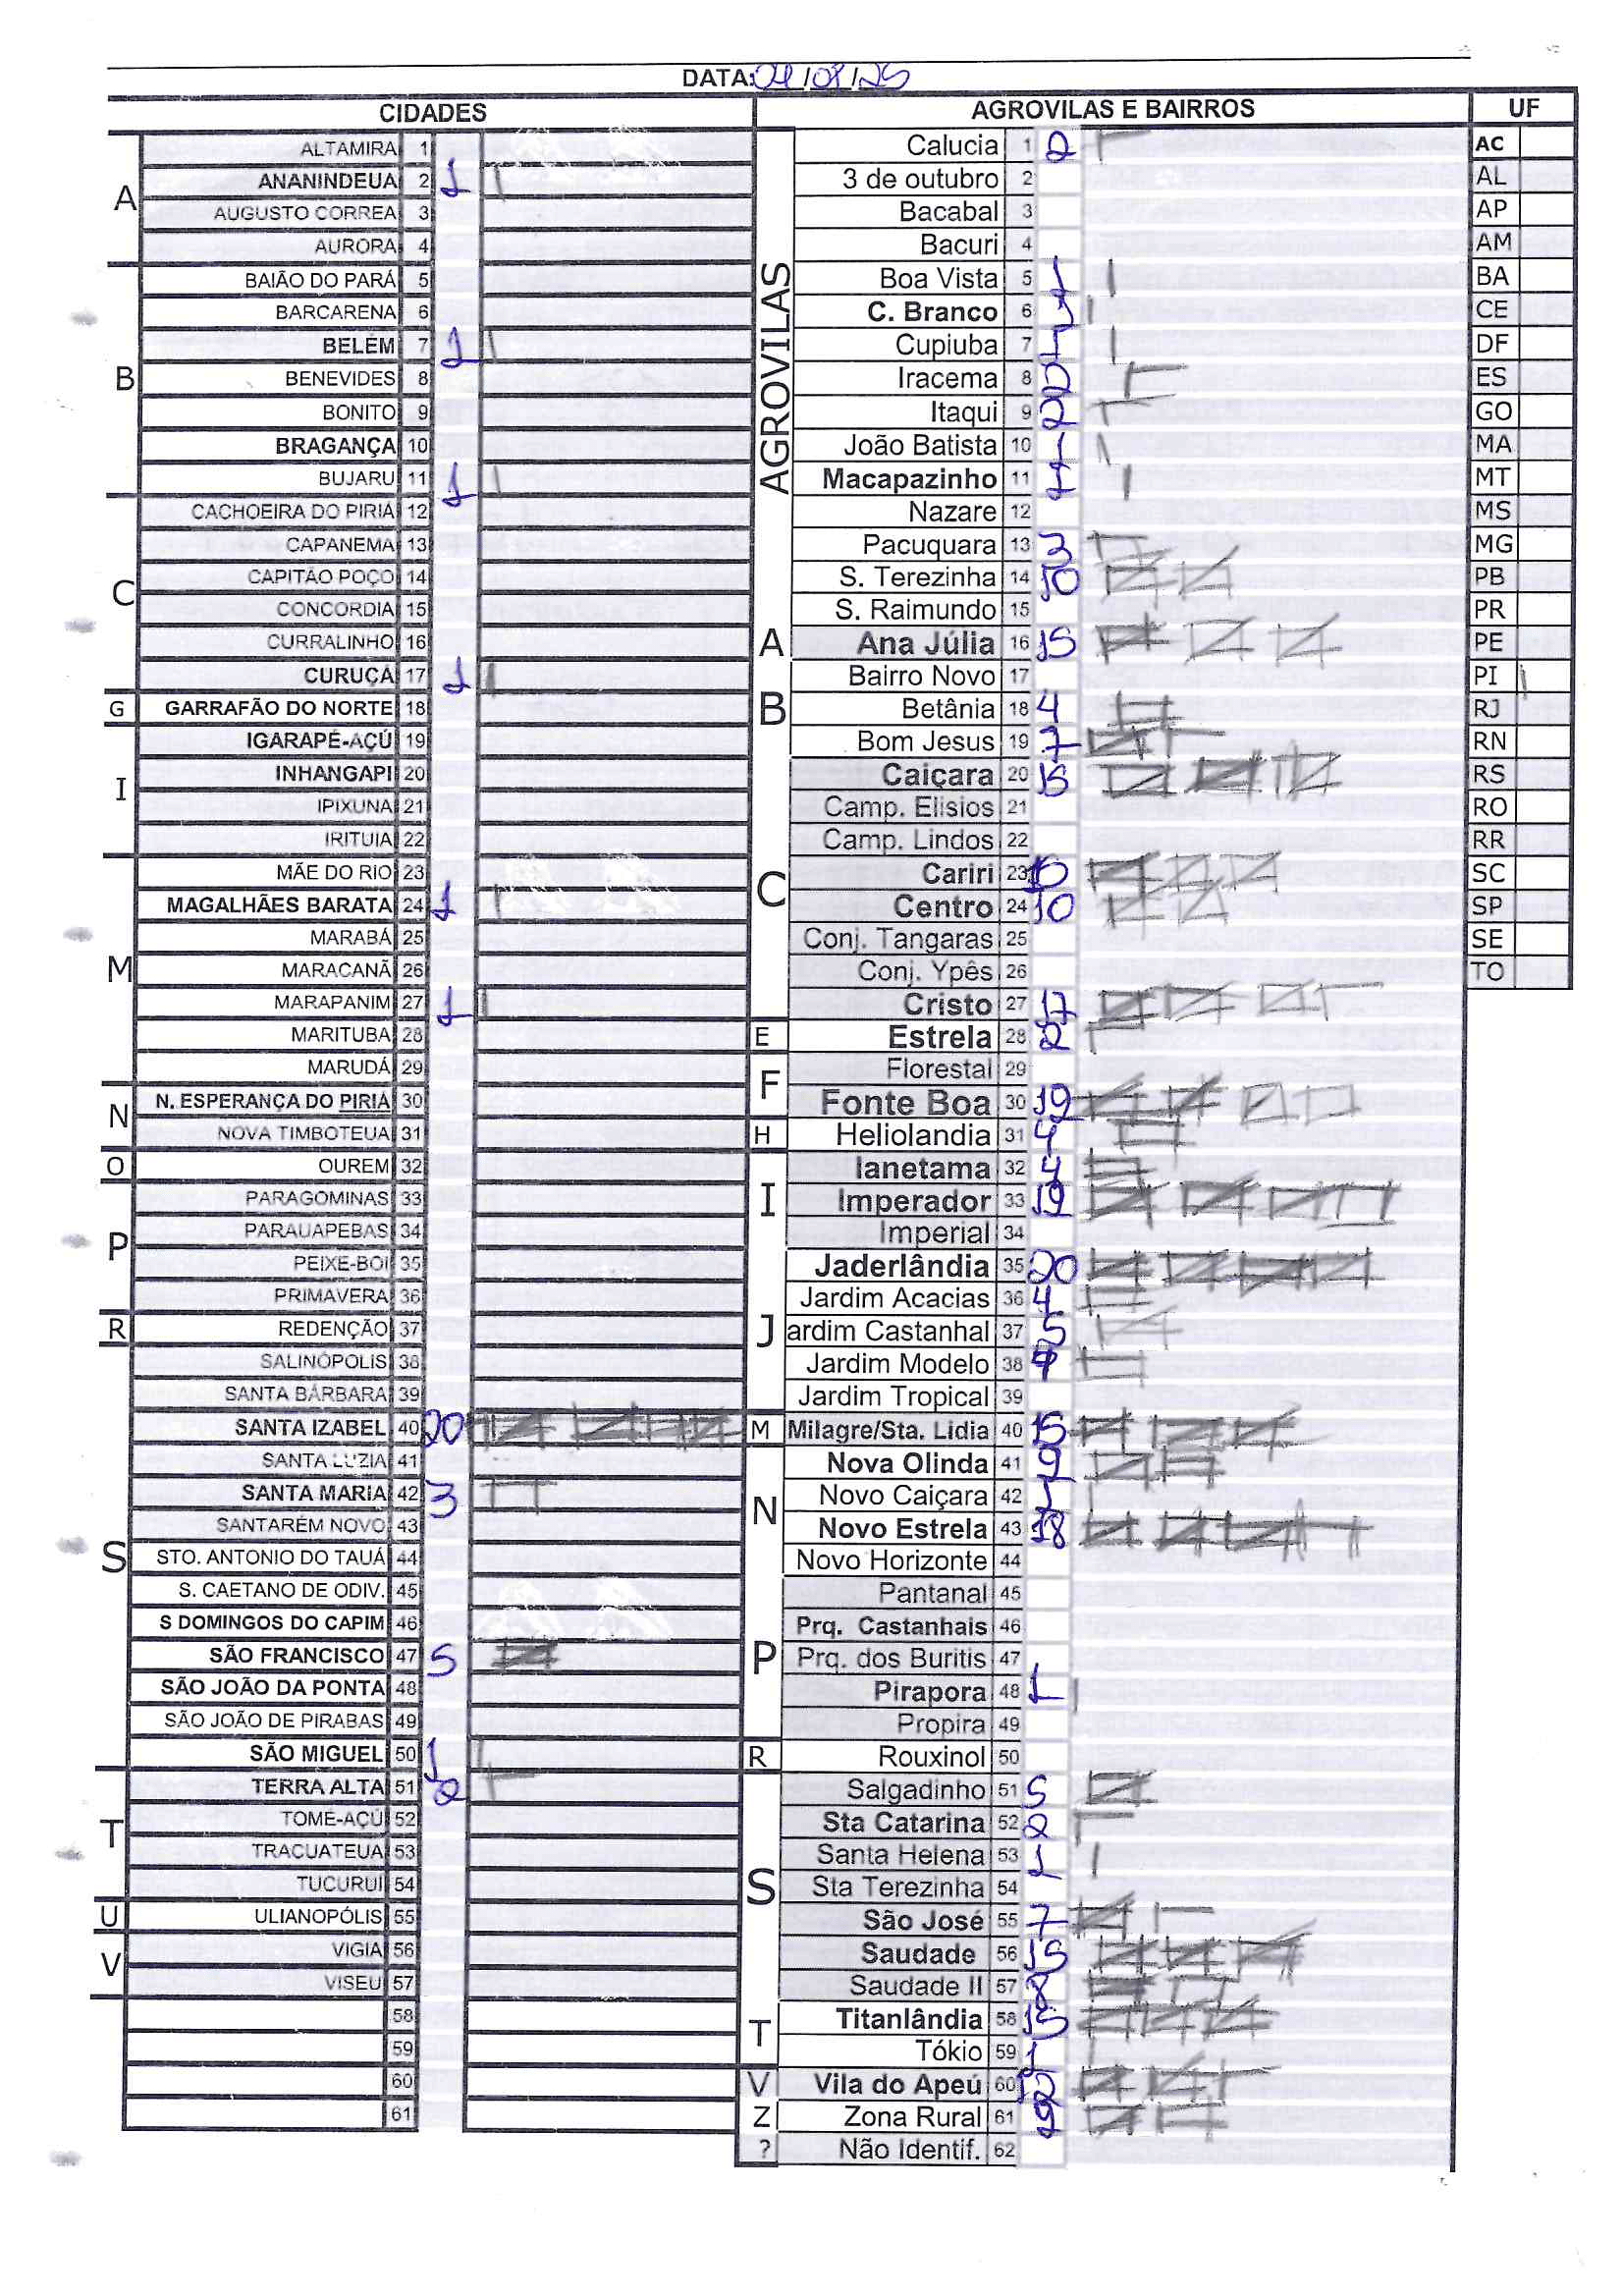 DATA: 04/08/25
CIDADES AGROVILAS E BAIRROS UF
A
ALTAMIRA 1
ANANINDEUA 2 1
AUGUSTO CORREA 3
AURORA 4
B
BAIÃO DO PARÁ 5
BARCARENA 6
BELÉM 7 1
BENEVIDES 8
BONITO 9
BRAGANÇA 10
BUJARU 11 1
C
CACHOEIRA DO PIRIÁ 12
CAPANEMA 13
CAPITÃO POÇO 14
CONCORDIA 15
CURRALINHO 16
CURUÇA 17 1
G
GARRAFÃO DO NORTE 18
I
IGARAPÉ-AÇÚ 19
INHANGAPI 20
IPIXUNA 21
IRITUIA 22
M
MÃE DO RIO 23
MAGALHÃES BARATA 24 1
MARABÁ 25
MARACANÃ 26
MARAPANIM 27 1
MARITUBA 28
MARUDÁ 29
N
N. ESPERANÇA DO PIRIÁ 30
NOVA TIMBOTEUA 31
O
OUREM 32
P
PARAGOMINAS 33
PARAUAPEBAS 34
PEIXE-BOI 35
PRIMAVERA 36
R
REDENÇÃO 37
S
SALINÓPOLIS 38
SANTA BÁRBARA 39
SANTA IZABEL 40 20
SANTA LUZIA 41
SANTA MARIA 42 3
SANTARÉM NOVO 43
STO. ANTONIO DO TAUÁ 44
S. CAETANO DE ODIV. 45
S DOMINGOS DO CAPIM 46
SÃO FRANCISCO 47 5
SÃO JOÃO DA PONTA 48
SÃO JOÃO DE PIRABAS 49
SÃO MIGUEL 50 1
T
TERRA ALTA 51 2
TOMÉ-AÇÚ 52
TRACUATEUA 53
TUCURUI 54
U
ULIANOPÓLIS 55
V
VIGIA 56
VISEU 57
58
59
60
61
AGROVILAS
Calucia 1 2
3 de outubro 2
Bacabal 3
Bacuri 4
Boa Vista 5 1
C. Branco 6 1
Cupiuba 7 1
Iracema 8 2
Itaqui 9 2
João Batista 10 1
Macapazinho 11 1
Nazare 12
Pacuquara 13 3
S. Terezinha 14 10
S. Raimundo 15
A
Ana Júlia 16 15
B
Bairro Novo 17
Betânia 18 4
Bom Jesus 19 7
C
Caiçara 20 15
Camp. Elisios 21
Camp. Lindos 22
Cariri 23
Centro 24 10
Conj. Tangaras 25
Conj. Ypês 26
Cristo 27 17
E
Estrela 28 2
F
Florestal 29
Fonte Boa 30 19
H
Heliolandia 31 4
I
Ianetama 32 4
Imperador 33 19
Imperial 34
J
Jaderlândia 35 20
Jardim Acacias 36 4
ardim Castanhal 37 5
Jardim Modelo 38
Jardim Tropical 39
M
Milagre/Sta. Lidia 40 15
N
Nova Olinda 41 9
Novo Caiçara 42 1
Novo Estrela 43 18
Novo Horizonte 44
P
Pantanal 45
Prq. Castanhais 46
Prq. dos Buritis 47
Pirapora 48 1
Propira 49
R
Rouxinol 50
S
Salgadinho 51 5
Sta Catarina 52 2
Santa Helena 53 1
Sta Terezinha 54
São José 55 7
Saudade 56 15
Saudade II 57 8
T
Titanlândia 58 15
Tókio 59 1
V
Vila do Apeú 60 12
Z
Zona Rural 61 9
?
Não Identif. 62
AC
AL
AP
AM
BA
CE
DF
ES
GO
MA
MT
MS
MG
PB
PR
PE
PI
RJ
RN
RS
RO
RR
SC
SP
SE
TO